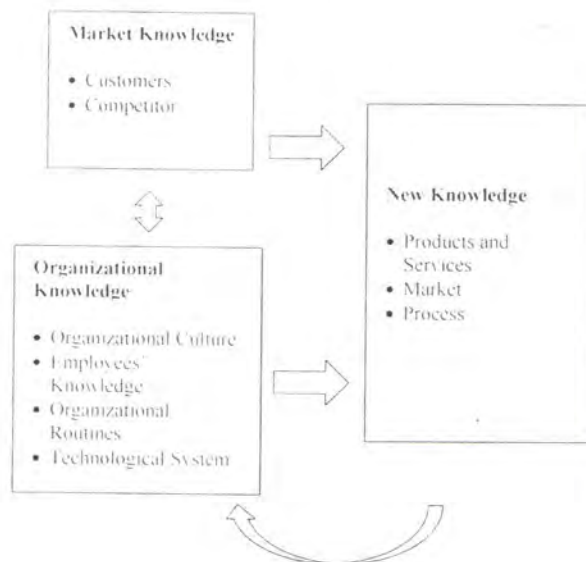 Market Knowledge
• Customers
• Competitor
New Knowledge
• Products and
Services
• Market
• Process
Organizational
Knowledge
• Organizational Culture
• Employees'
Knowledge
• Organizational
Routines
• Technological System